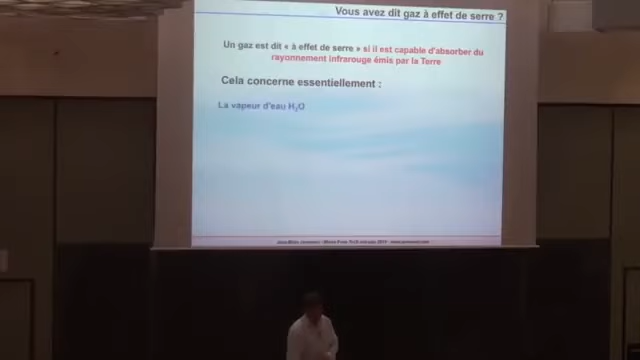 Vous avez dit gaz à effet de serre ?
Un gaz est dit « à effet de serre » si il est capable d'absorber du
rayonnement infrarouge émis par la Terre
Cela concerne essentiellement :
La vapeur d'eau H₂O